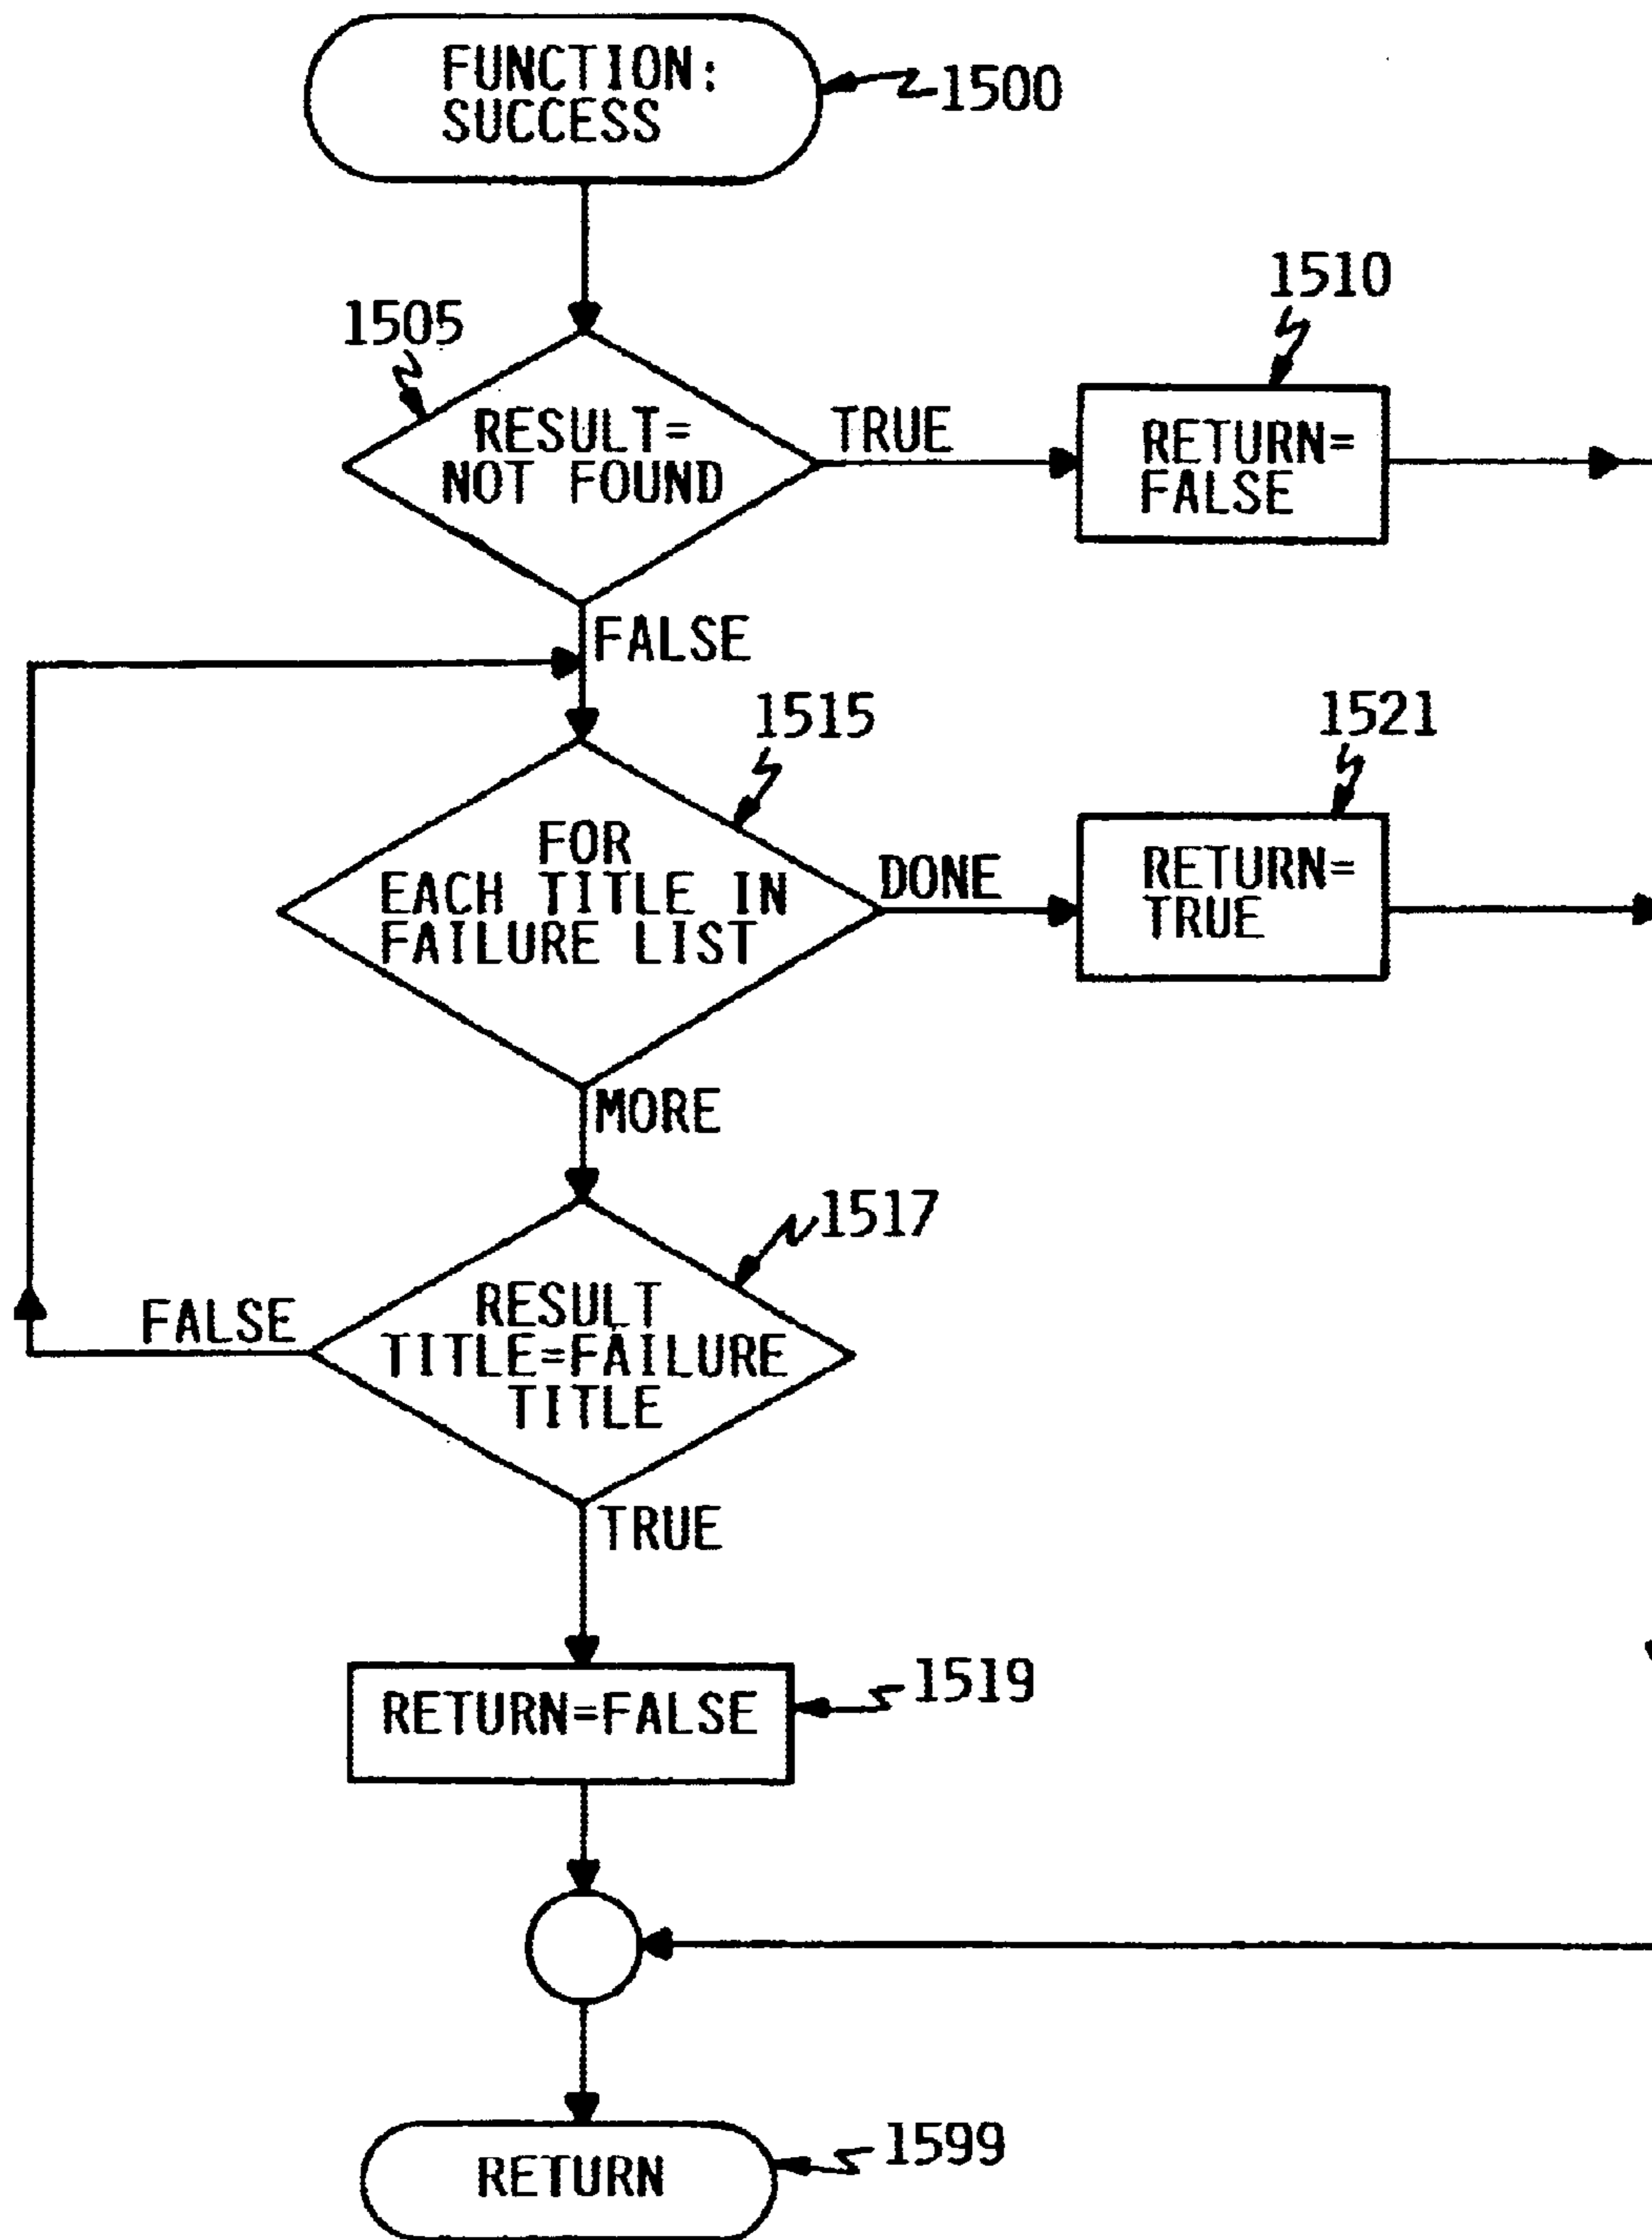 FUNCTION:
SUCCESS
1500
1510
1505
RESULT=
NOT FOUND
TRUE
RETURN=
FALSE
FALSE
1515
1521
FOR
EACH TITLE IN
FAILURE LIST
DONE
RETURN=
TRUE
MORE
1517
FALSE
RESULT
TITLE=FAILURE
TITLE
TRUE
1519
RETURN=FALSE
1599
RETURN